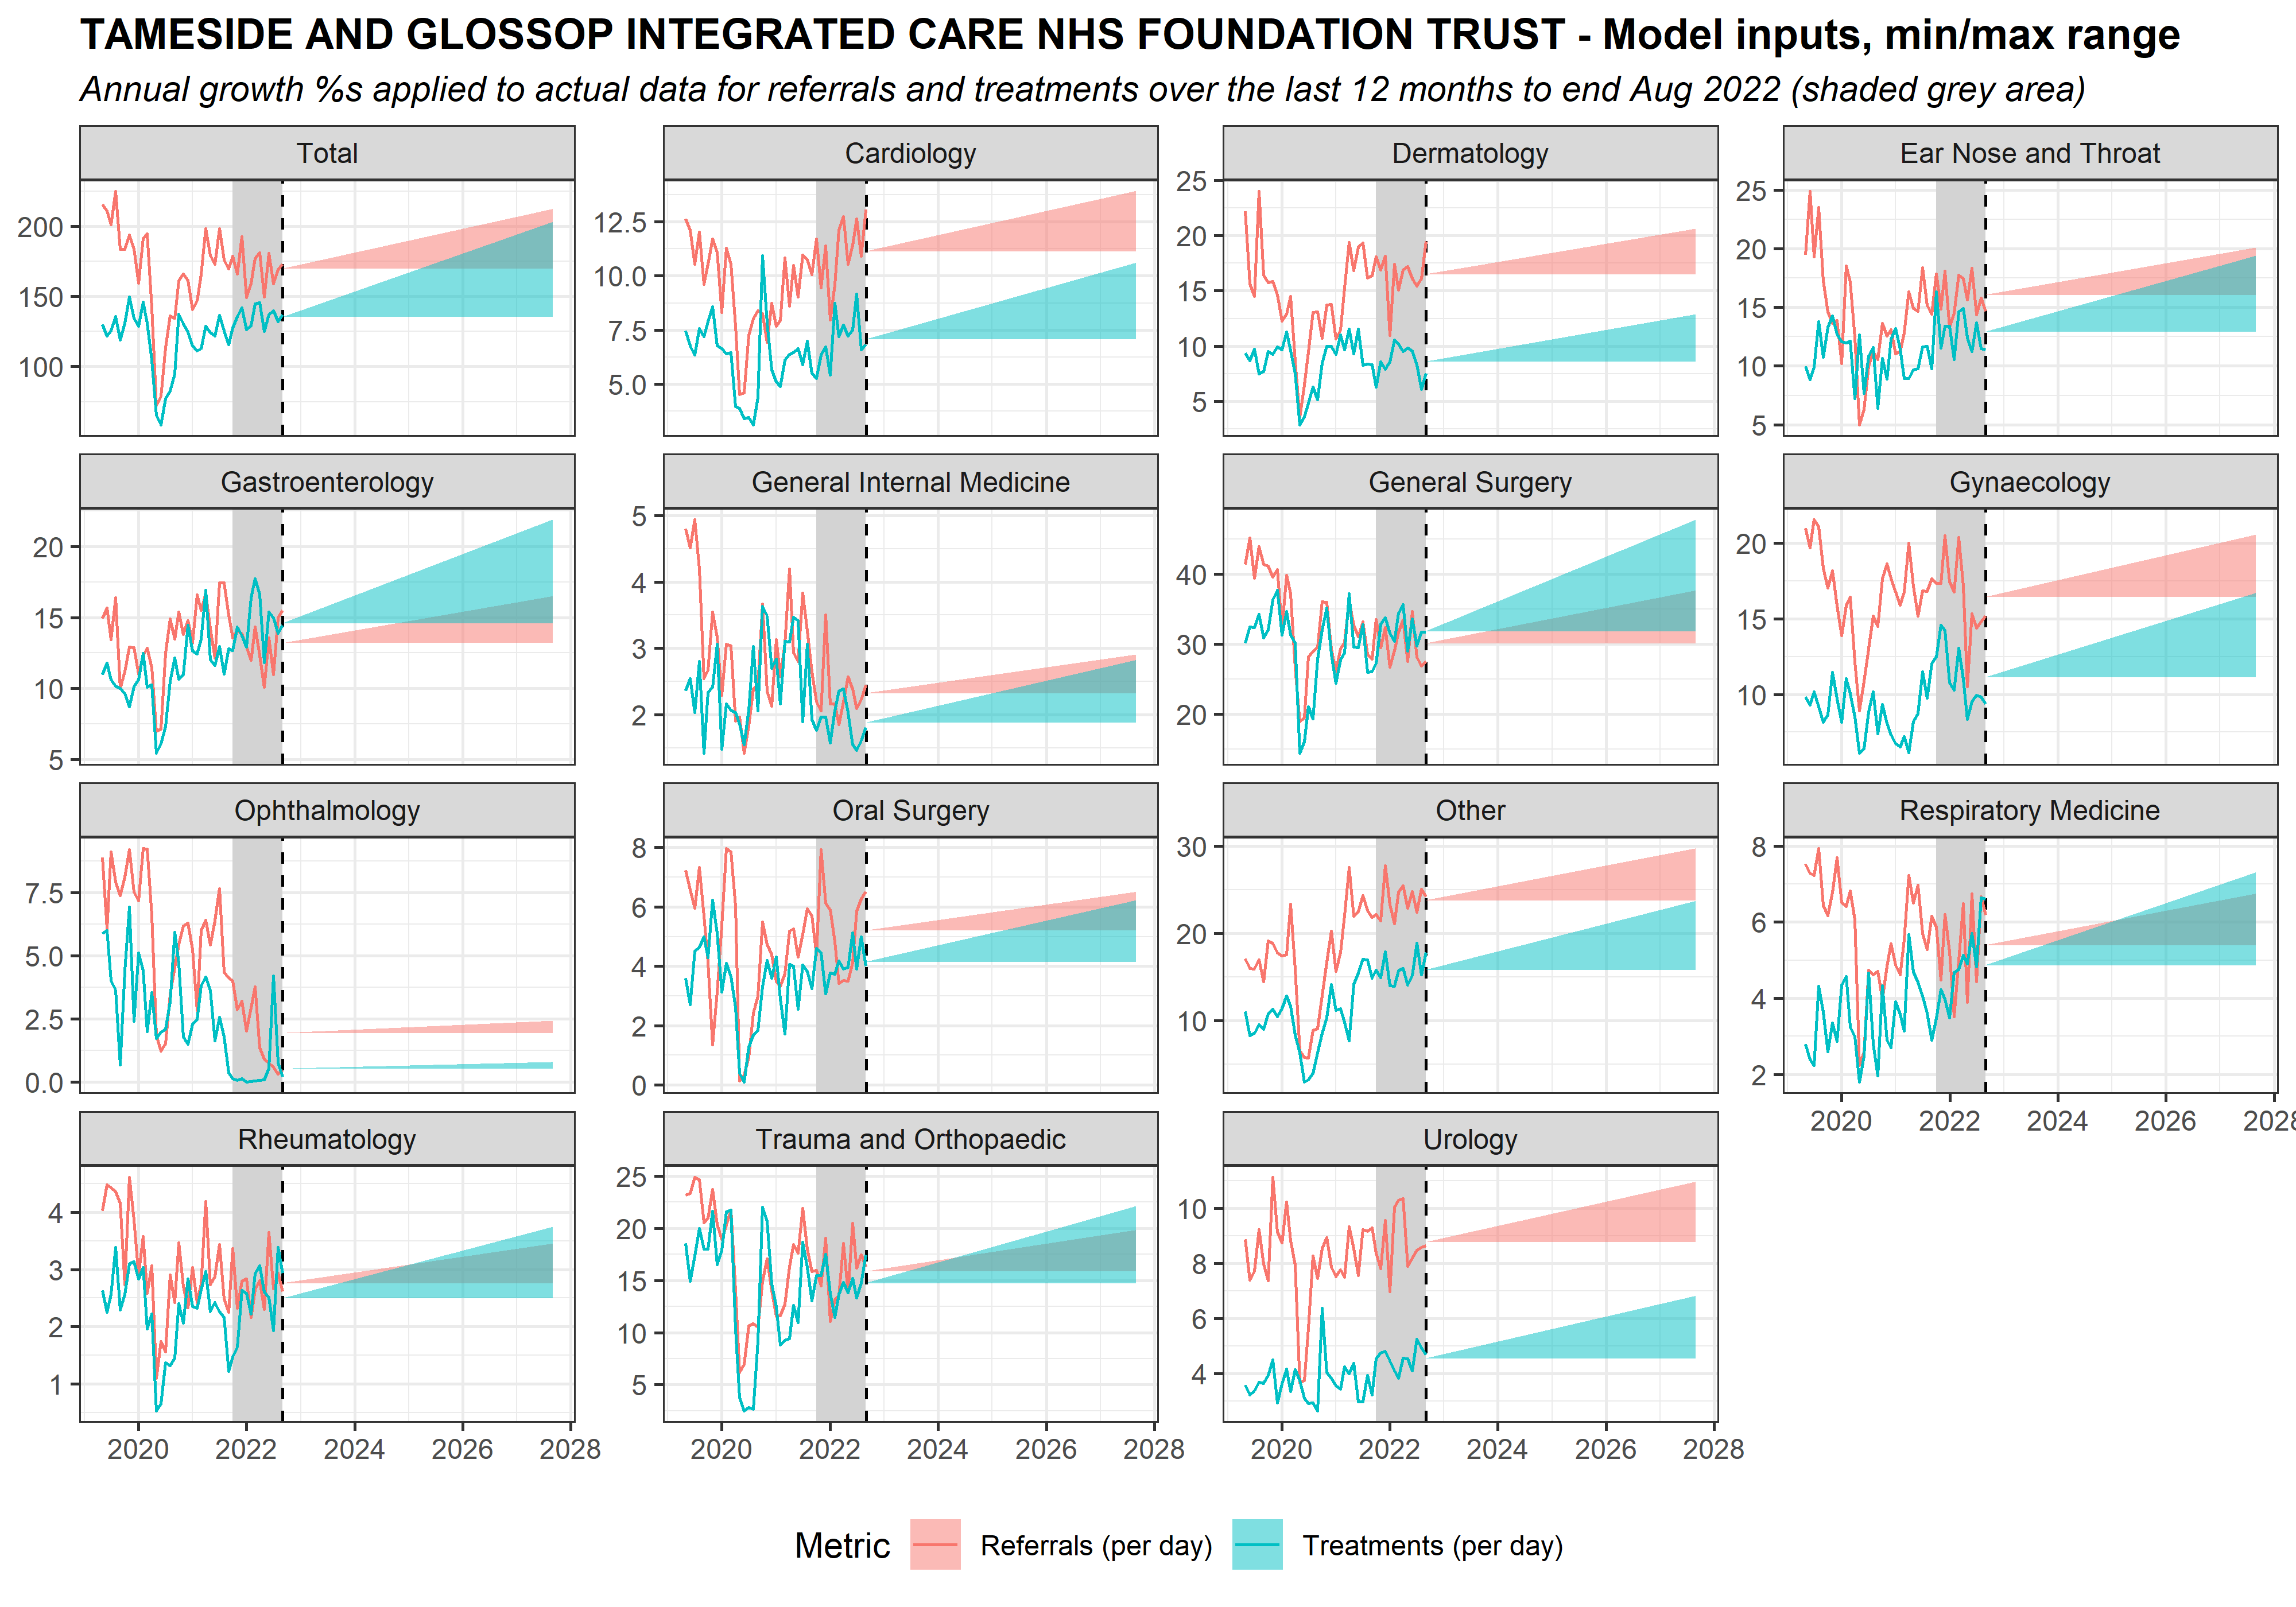 TAMESIDE AND GLOSSOP INTEGRATED CARE NHS FOUNDATION TRUST - Model inputs, min/max range
Annual growth %s applied to actual data for referrals and treatments over the last 12 months to end Aug 2022 (shaded grey area)
Total
200
150
100
Cardiology
12.5
10.0
7.5
5.0
Dermatology
25
20
15
10
5
Ear Nose and Throat
25
20
15
10
5
Gastroenterology
20
15
10
5
General Internal Medicine
5
4
3
2
General Surgery
40
30
20
Gynaecology
20
15
10
Ophthalmology
7.5
5.0
2.5
0.0
Oral Surgery
8
6
4
2
0
Other
30
20
10
Respiratory Medicine
8
6
4
2
2020 2022 2024 2026 2028
Rheumatology
4
3
2
1
2020 2022 2024 2026 2028
Trauma and Orthopaedic
25
20
15
10
5
2020 2022 2024 2026 2028
Urology
10
8
6
4
2020 2022 2024 2026 2028
Metric Referrals (per day) Treatments (per day)